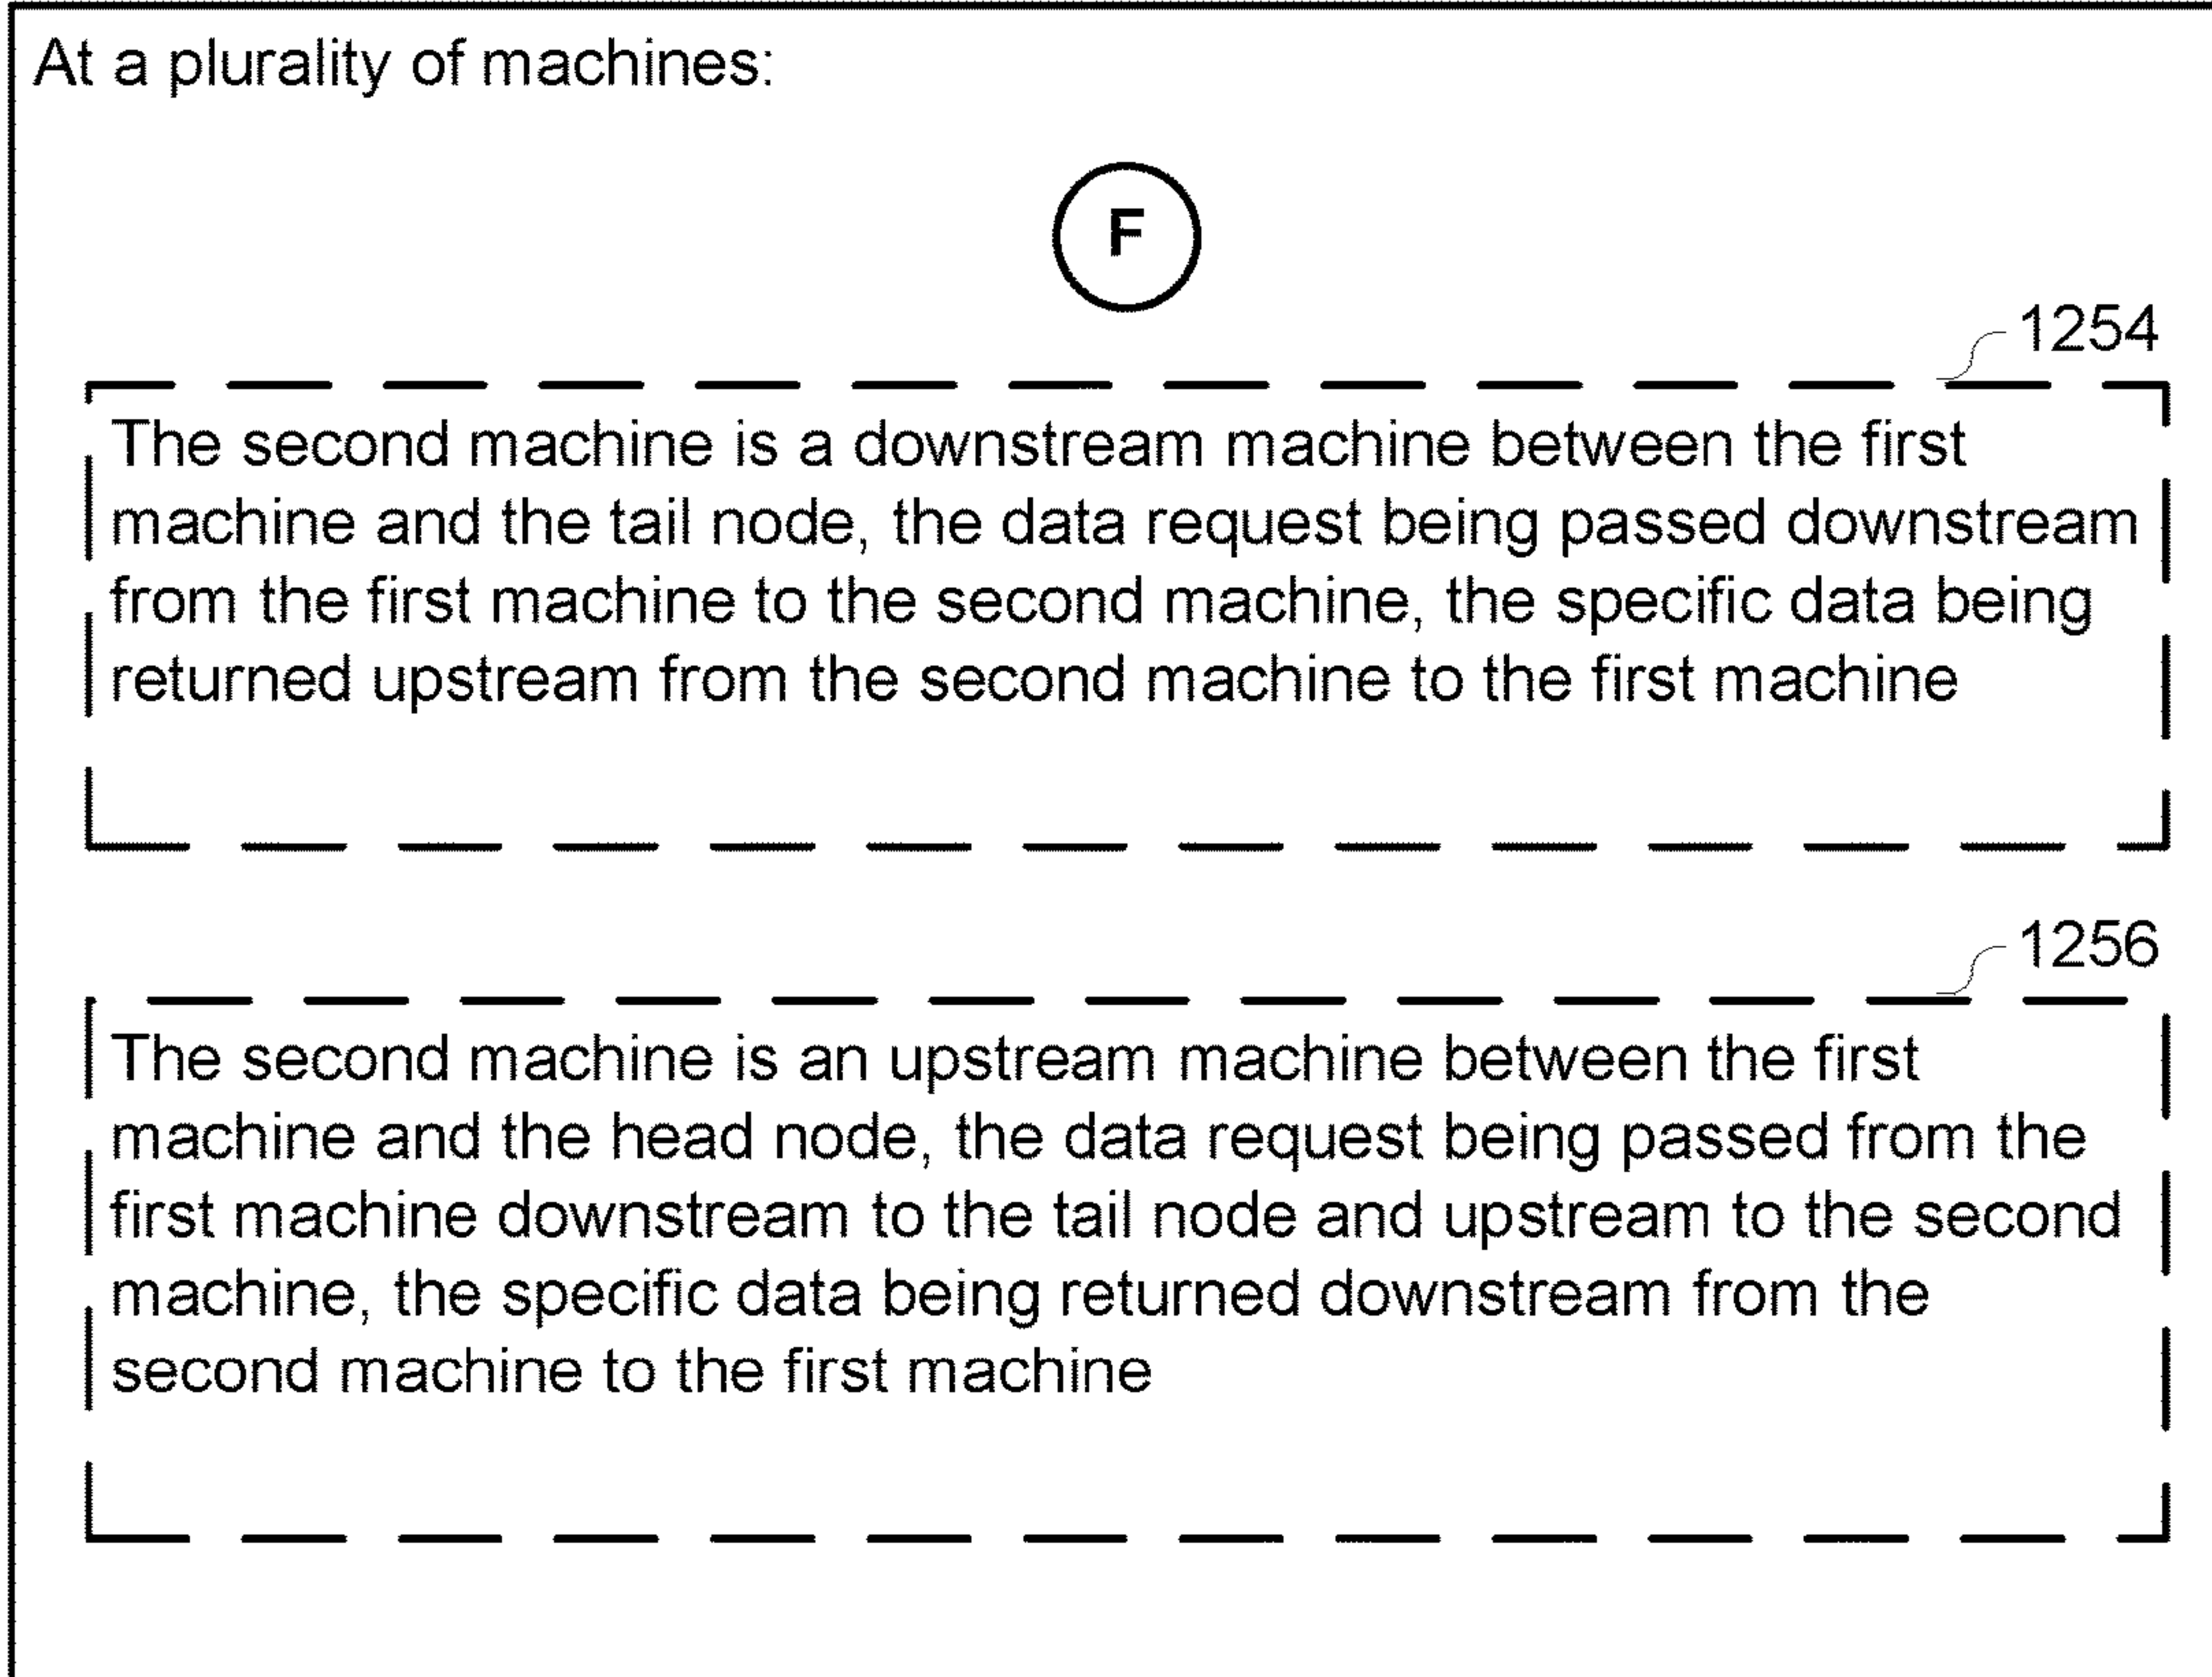 At a plurality of machines:
F
1254
The second machine is a downstream machine between the first
machine and the tail node, the data request being passed downstream
from the first machine to the second machine, the specific data being
returned upstream from the second machine to the first machine
1256
The second machine is an upstream machine between the first
machine and the head node, the data request being passed from the
first machine downstream to the tail node and upstream to the second
machine, the specific data being returned downstream from the
second machine to the first machine